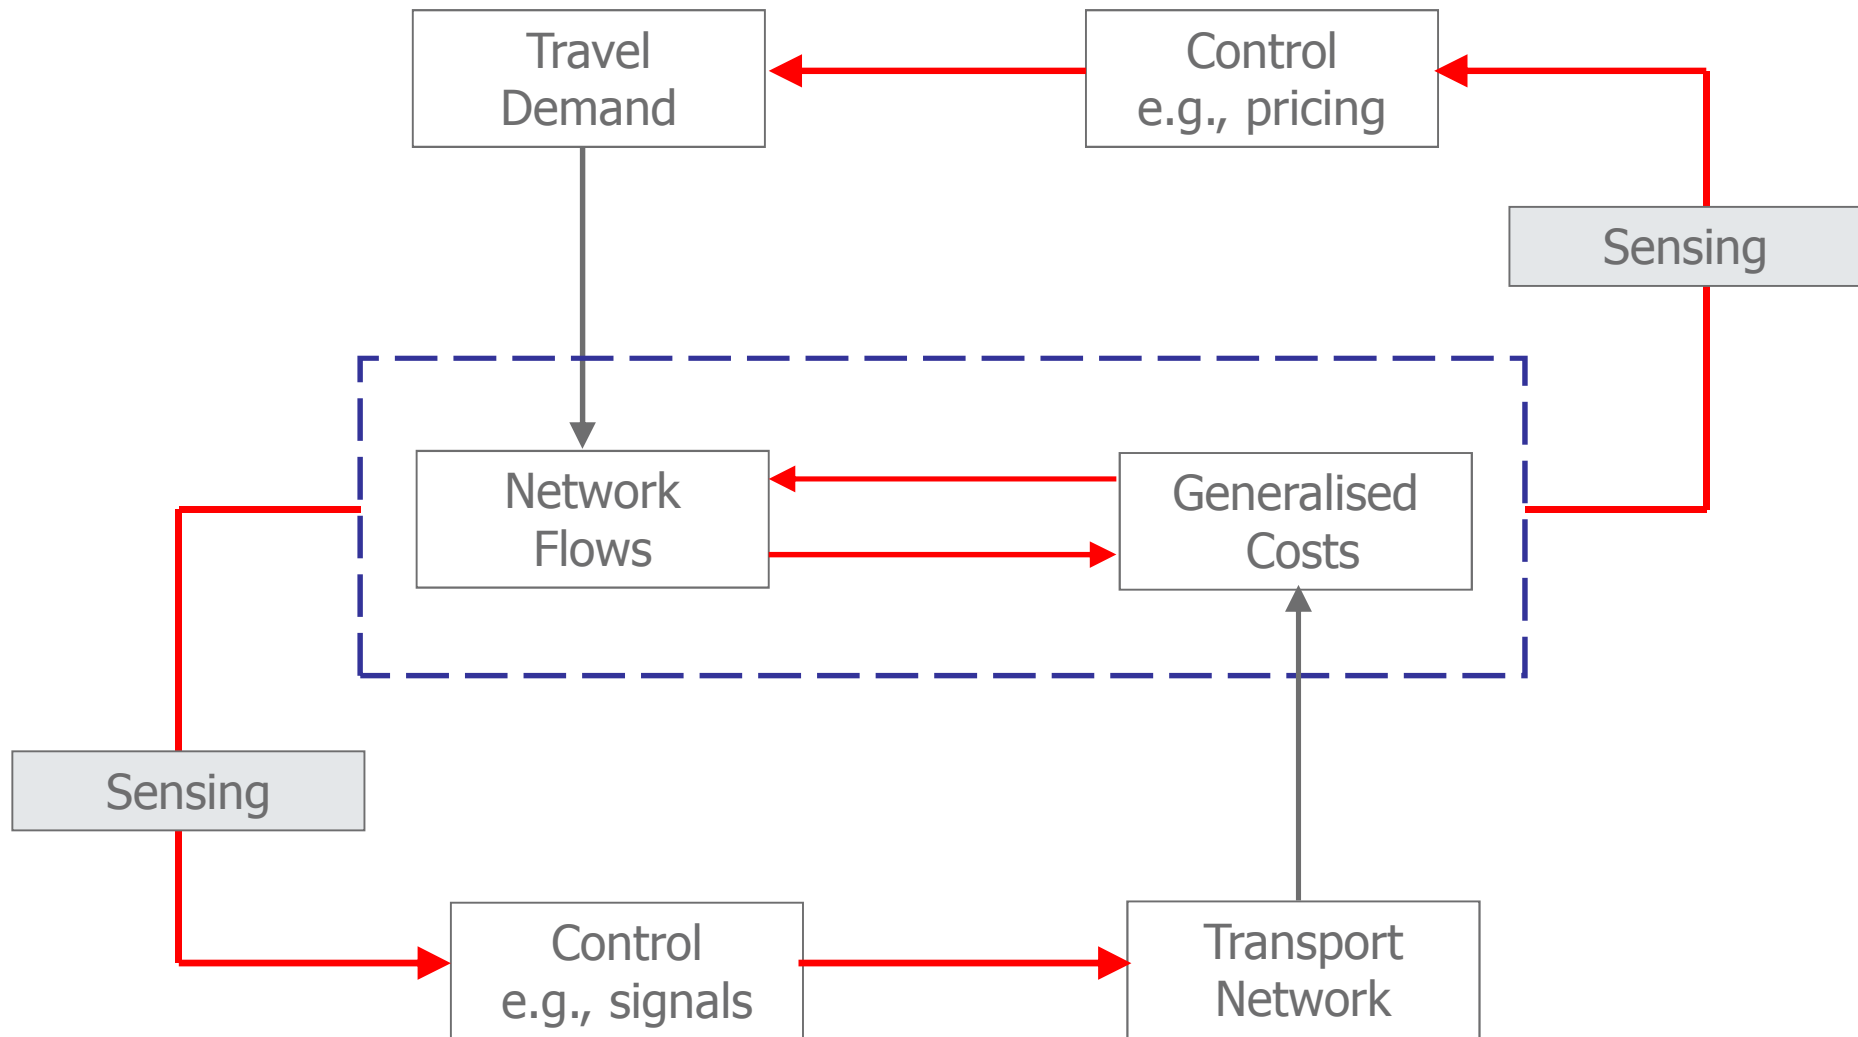 Travel
Demand
Control
e.g., pricing
Sensing
Network
Flows
Generalised
Costs
Sensing
Control
e.g., signals
Transport
Network